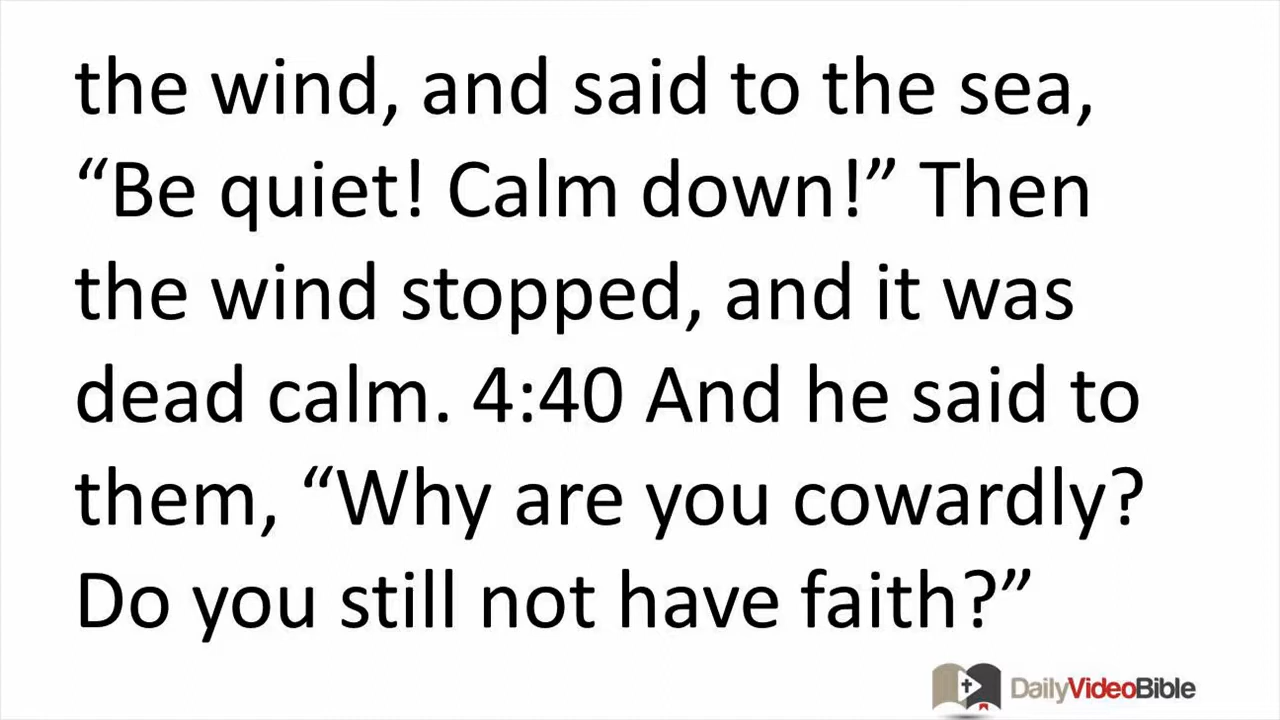 the wind, and said to the sea,
“Be quiet! Calm down!” Then
the wind stopped, and it was
dead calm. 4:40 And he said to
them, “Why are you cowardly?
Do you still not have faith?”
DailyVideoBible